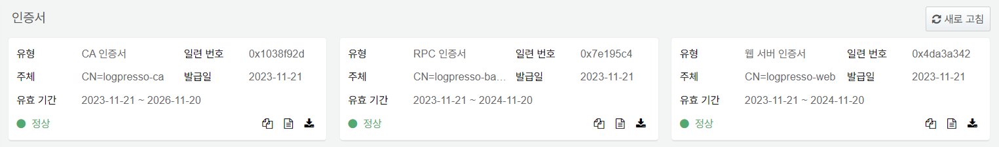 인증서
새로 고침
유형 CA 인증서 일련 번호 0x1038f92d
주체 CN=logpresso-ca 발급일 2023-11-21
유효 기간 2023-11-21 ~ 2026-11-20
정상
유형 RPC 인증서 일련 번호 0x7e195c4
주체 CN=logpresso-ba... 발급일 2023-11-21
유효 기간 2023-11-21 ~ 2024-11-20
정상
유형 웹 서버 인증서 일련 번호 0x4da3a342
주체 CN=logpresso-web 발급일 2023-11-21
유효 기간 2023-11-21 ~ 2024-11-20
정상